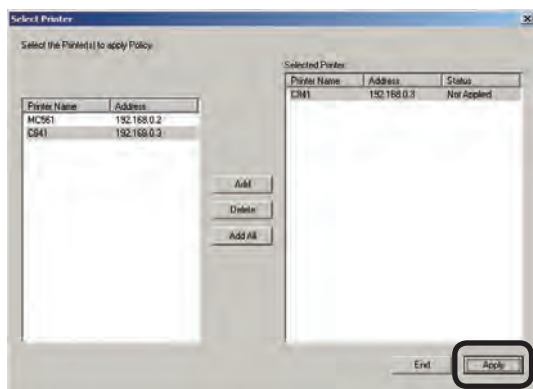 Select Printer
Select the Printer(s) to apply Policy.
Selected Printer
Printer Name Address Status
C841 192.168.0.3 Not Applied
Printer Name Address
MC561 192.168.0.2
C841 192.168.0.3
Add
Delete
Add All
End Apply